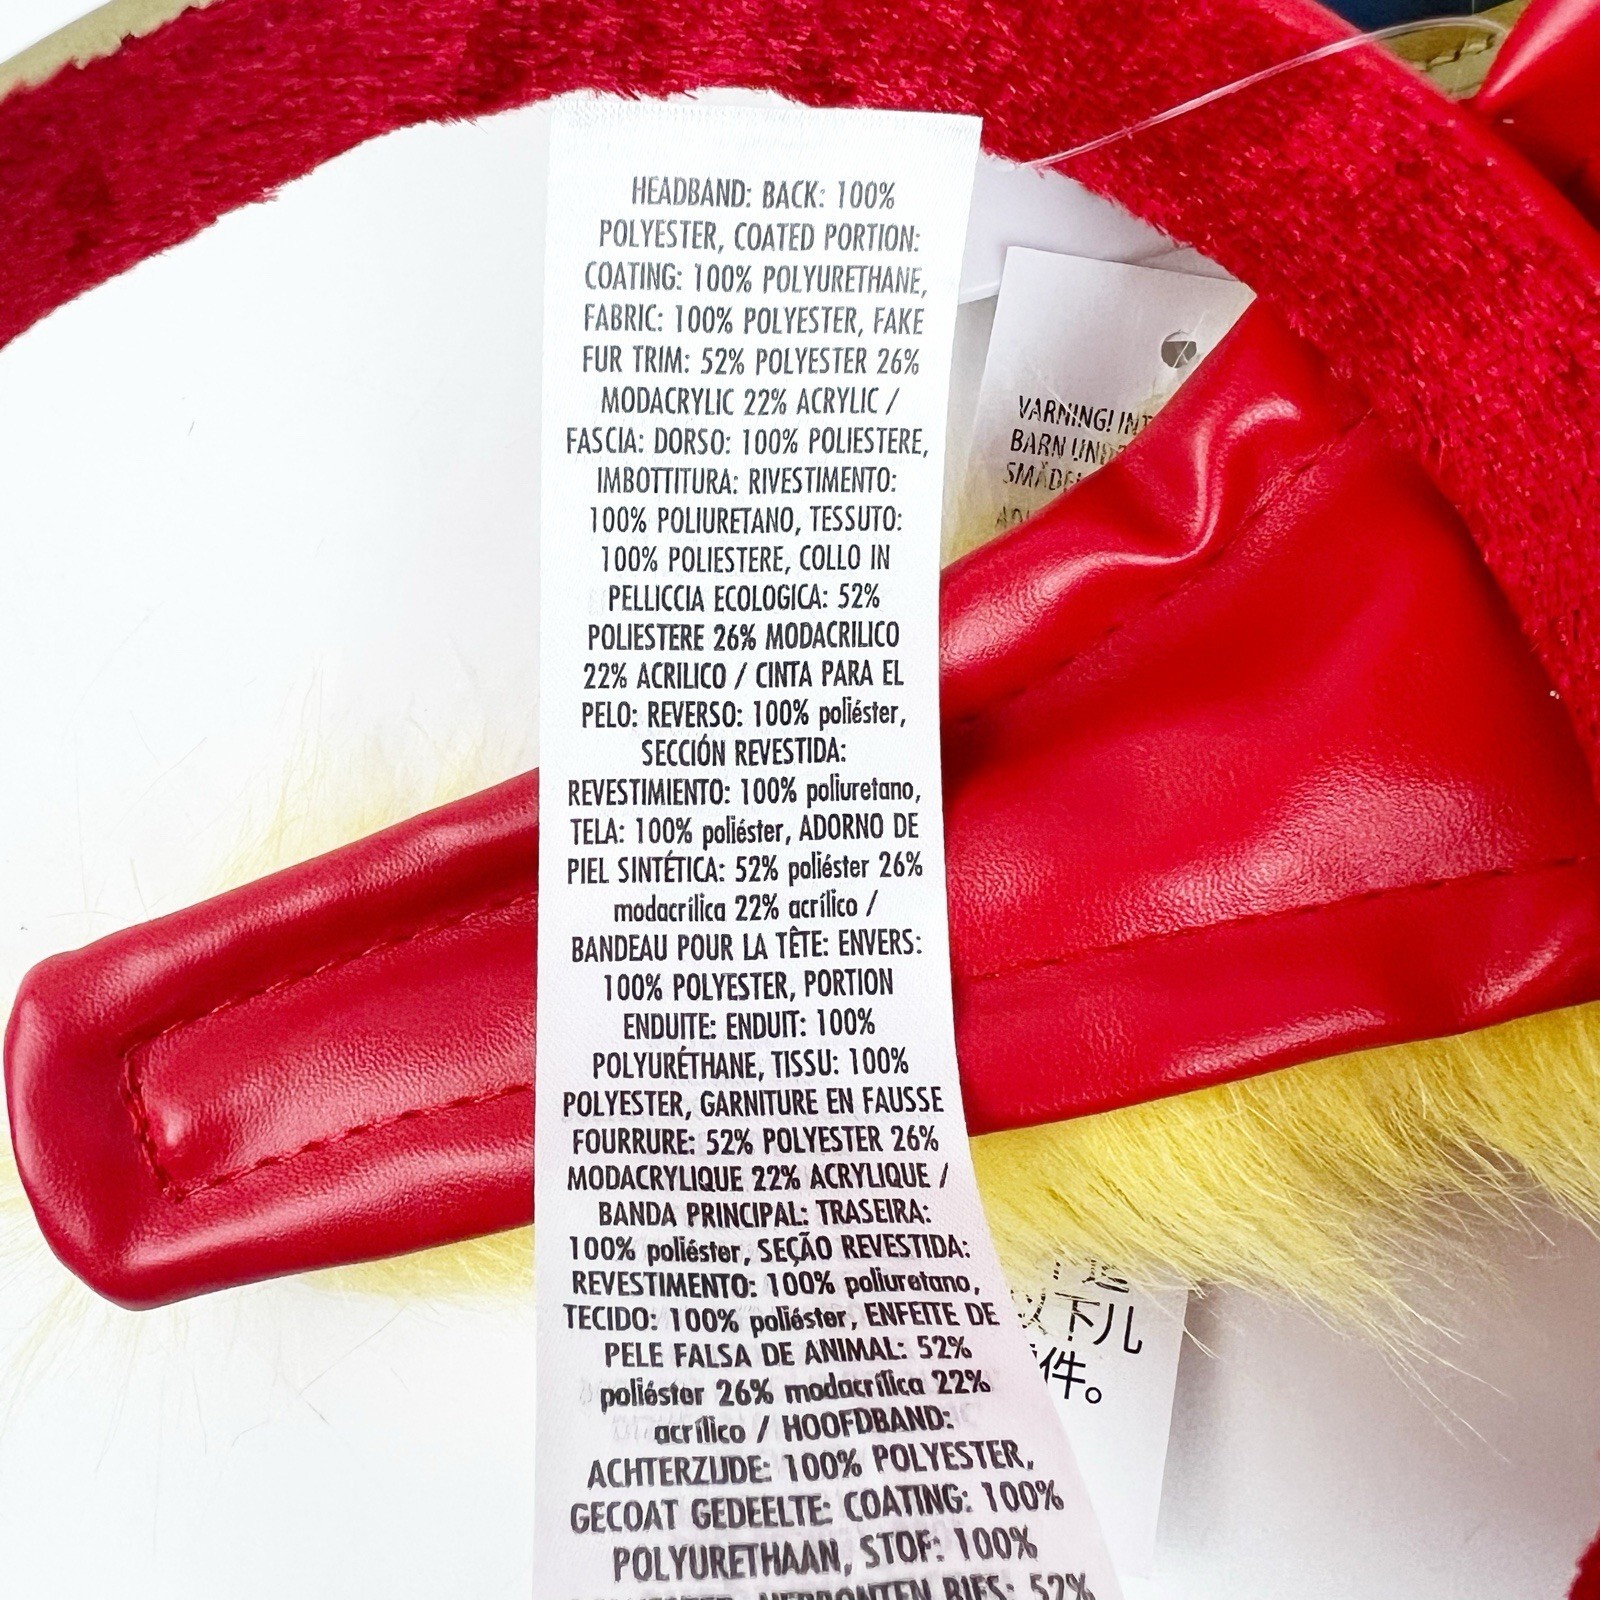 HEADBAND: BACK: 100%
POLYESTER, COATED PORTION:
COATING: 100% POLYURETHANE,
FABRIC: 100% POLYESTER, FAKE
FUR TRIM: 52% POLYESTER 26%
MODACRYLIC 22% ACRYLIC /
FASCIA: DORSO: 100% POLIESTERE,
IMBOTTITURA: RIVESTIMENTO:
100% POLIURETANO, TESSUTO:
100% POLIESTERE, COLLO IN
PELLICCIA ECOLOGICA: 52%
POLIESTERE 26% MODACRILICO
22% ACRILICO / CINTA PARA EL
PELO: REVERSO: 100% poliéster,
SECCIÓN REVESTIDA:
REVESTIMIENTO: 100% poliuretano,
TELA: 100% poliéster, ADORNO DE
PIEL SINTÉTICA: 52% poliéster 26%
modacrílica 22% acrílico /
BANDEAU POUR LA TÊTE: ENVERS:
100% POLYESTER, PORTION
ENDUITE: ENDUIT: 100%
POLYURÉTHANE, TISSU: 100%
POLYESTER, GARNITURE EN FAUSSE
FOURRURE: 52% POLYESTER 26%
MODACRYLIQUE 22% ACRYLIQUE /
BANDA PRINCIPAL: TRASEIRA:
100% poliéster, SEÇÃO REVESTIDA:
REVESTIMENTO: 100% poliuretano,
TECIDO: 100% poliéster, ENFEITE DE
PELE FALSA DE ANIMAL: 52%
poliéster 26% modacrílica 22%
acrílico / HOOFDBAND:
ACHTERZIJDE: 100% POLYESTER,
GECOAT GEDEELTE: COATING: 100%
POLYURETHAAN, STOF: 100%
BIES: 52%
VARNING!
BARN
下儿
件。